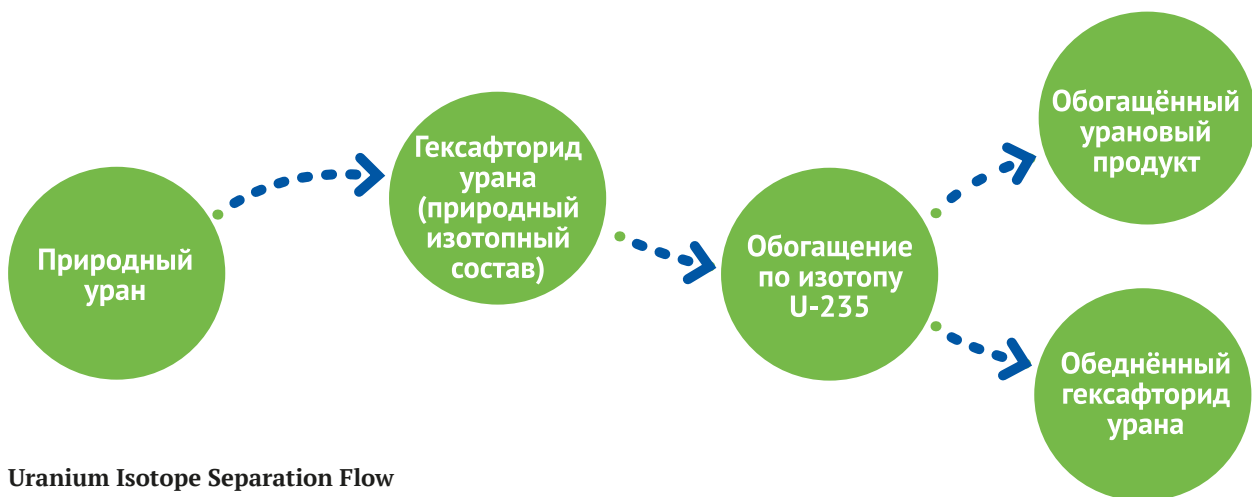 Природный
уран
Гексафторид
урана
(природный
изотопный
состав)
Обогащение
по изотопу
U-235
Обогащённый
урановый
продукт
Обеднённый
гексафторид
урана
Uranium Isotope Separation Flow